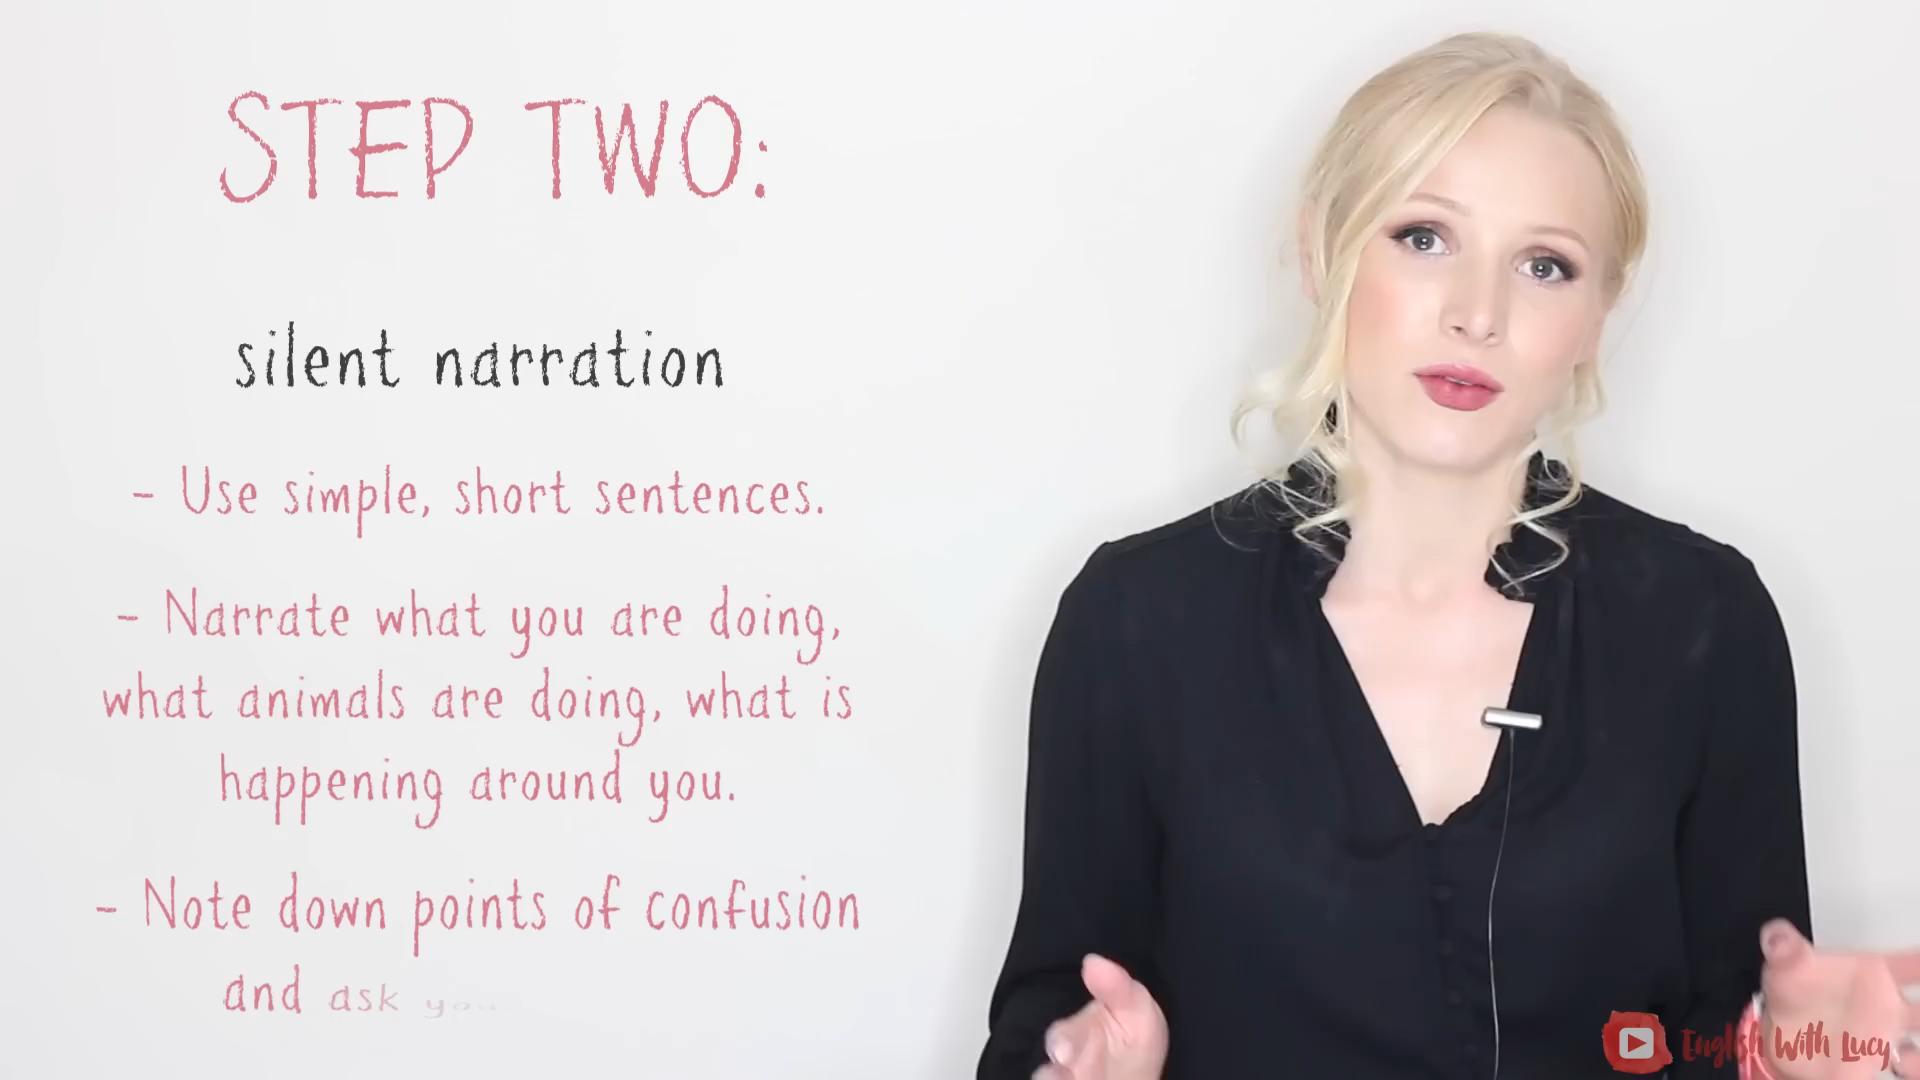 STEP TWO:
silent narration
- Use simple, short sentences.
- Narrate what you are doing,
what animals are doing, what is
happening around you.
- Note down points of confusion
and ask you
English With Lucy